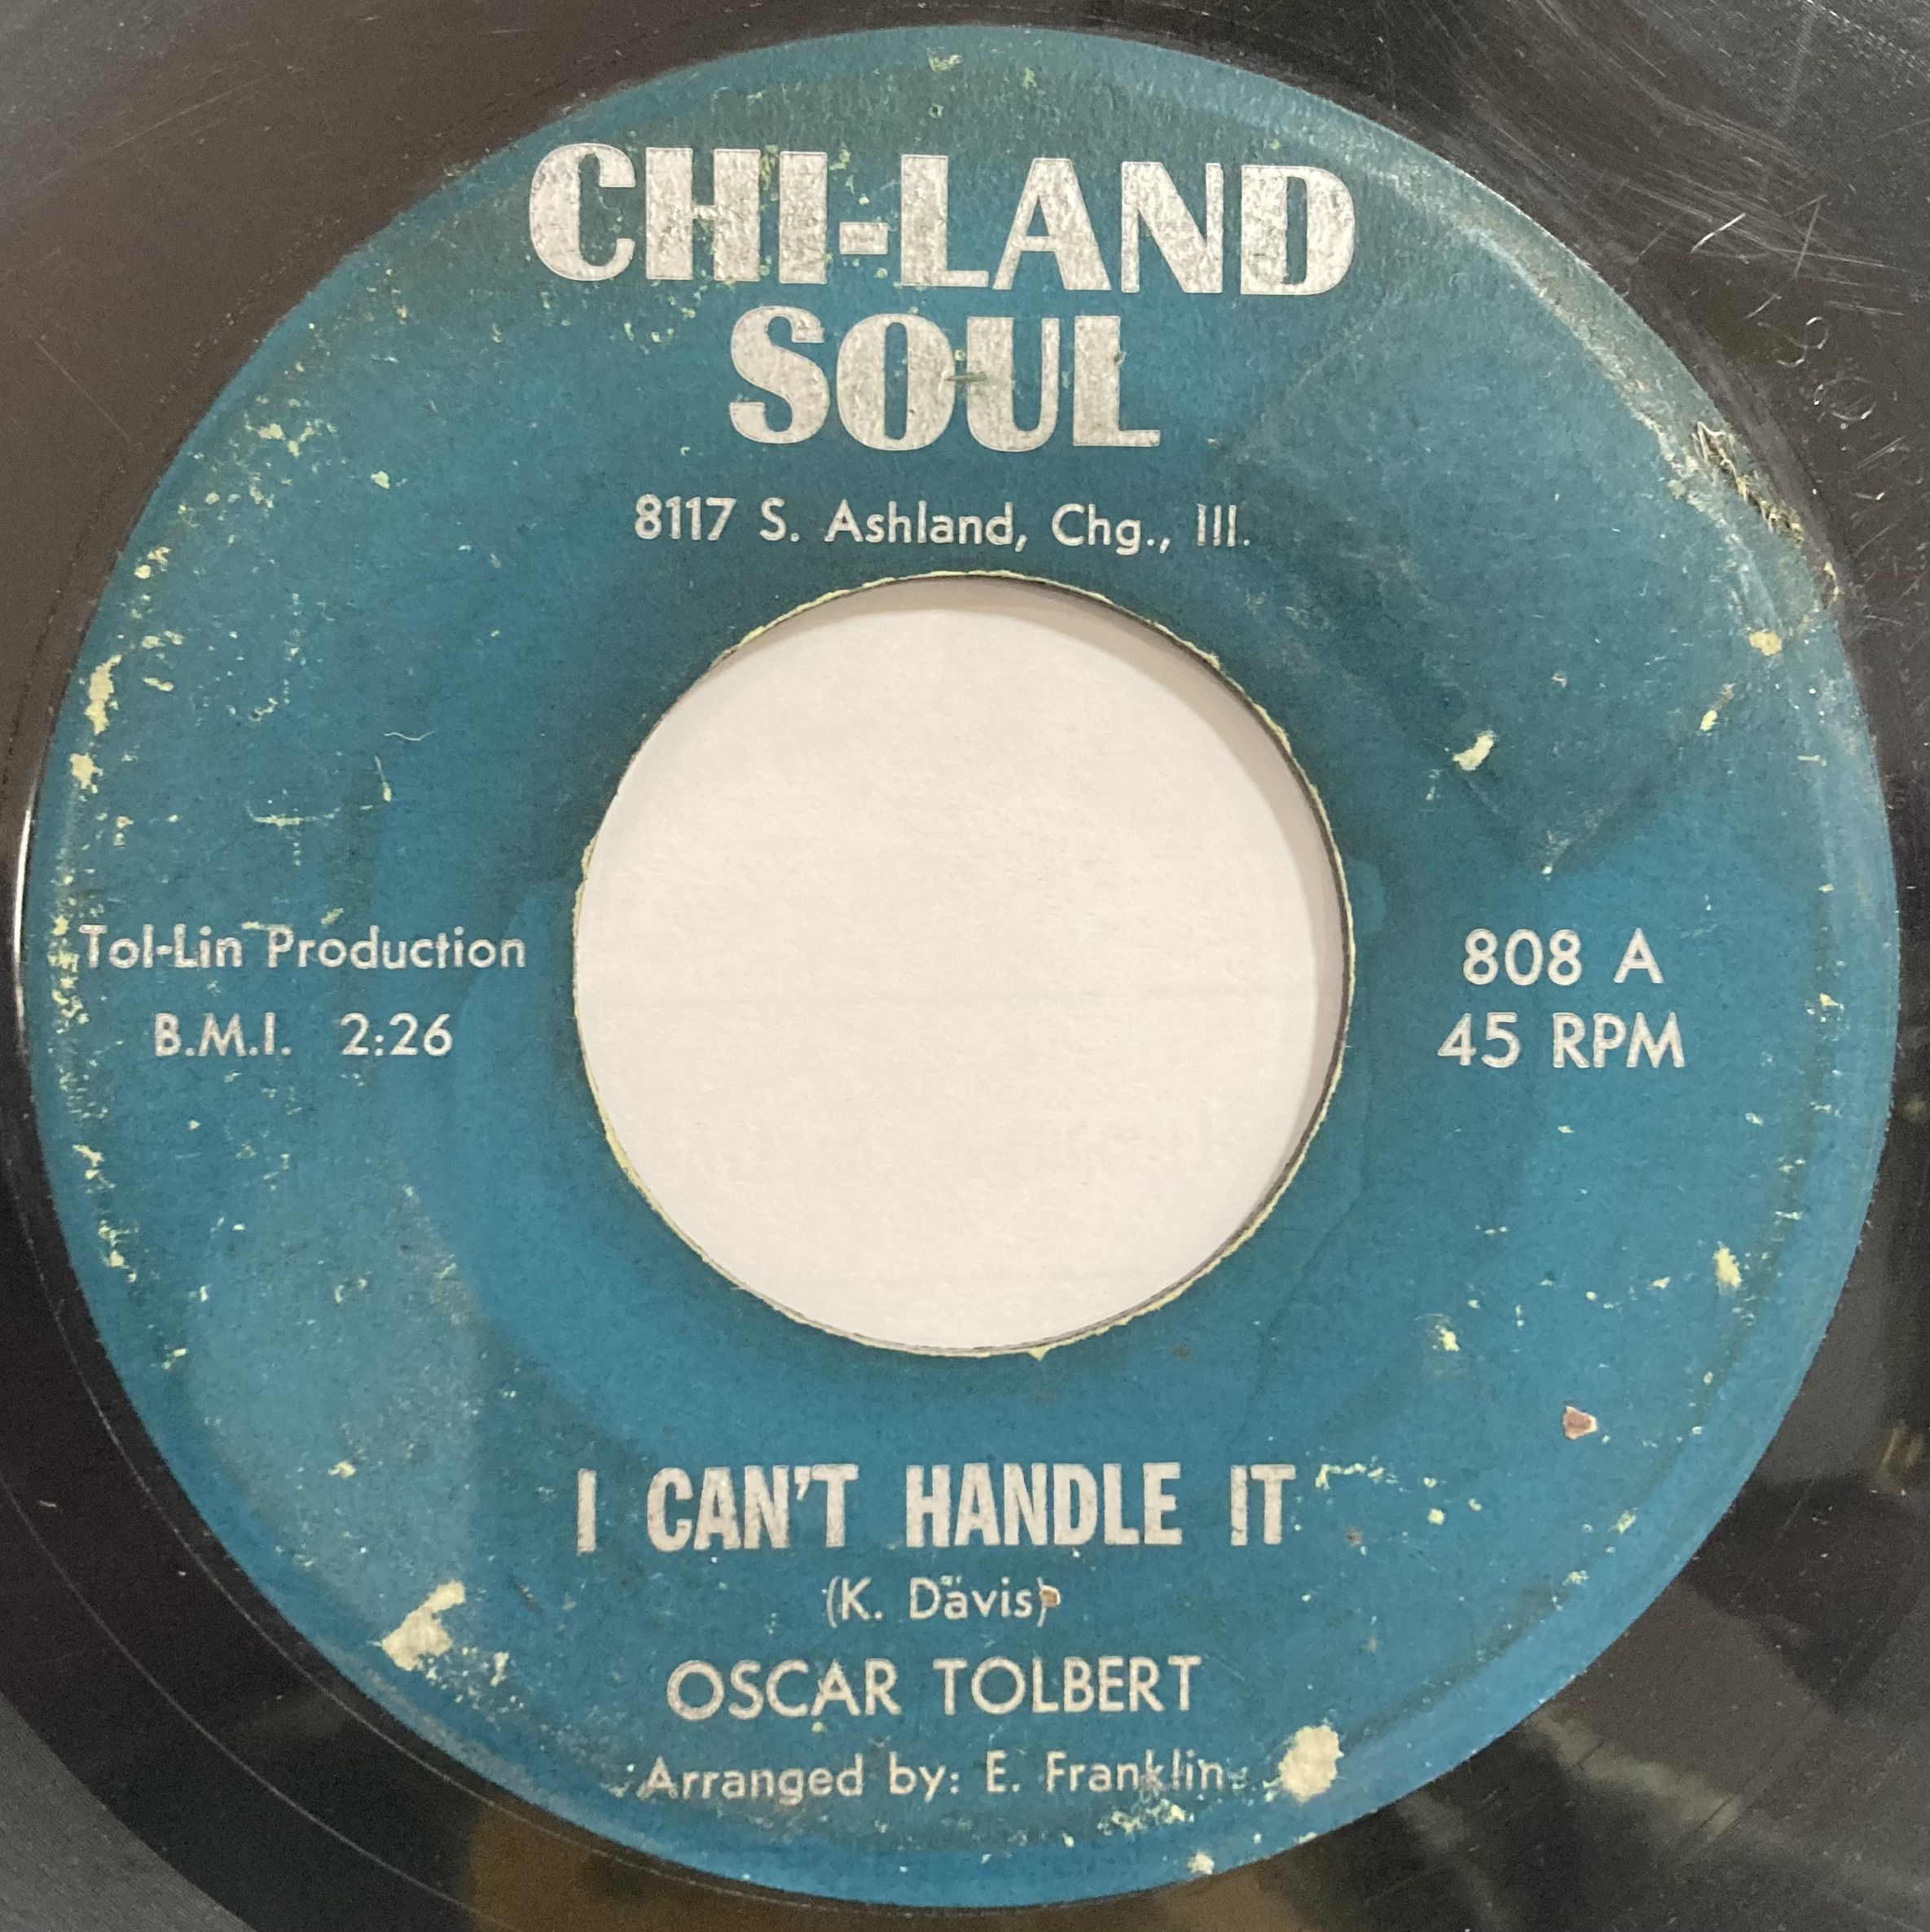 CHI-LAND
SOUL
8117 S. Ashland, Chg., Ill.
Tol-Lin Production
B.M.I. 2:26
808 A
45 RPM
I CAN'T HANDLE IT
(K. Davis)
OSCAR TOLBERT
Arranged by: E. Franklin